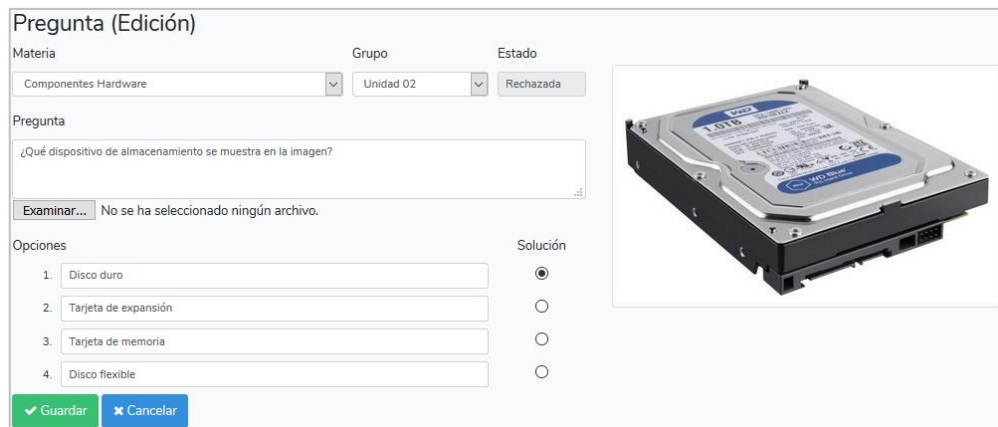 Pregunta (Edición)
Materia Grupo Estado
Componentes Hardware Unidad 02 Rechazada
Pregunta
¿Qué dispositivo de almacenamiento se muestra en la imagen?
Examinar... No se ha seleccionado ningún archivo.
Opciones Solución
1. Disco duro
2. Tarjeta de expansión
3. Tarjeta de memoria
4. Disco flexible
Guardar Cancelar
WD
1.0TB
WD Blue